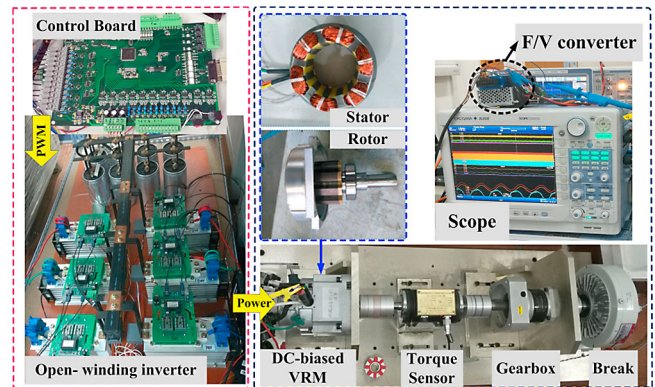 Control Board
PWM
Open- winding inverter
Stator
Rotor
F/V converter
Scope
Power
DC-biased
VRM
Torque
Sensor
Gearbox
Break